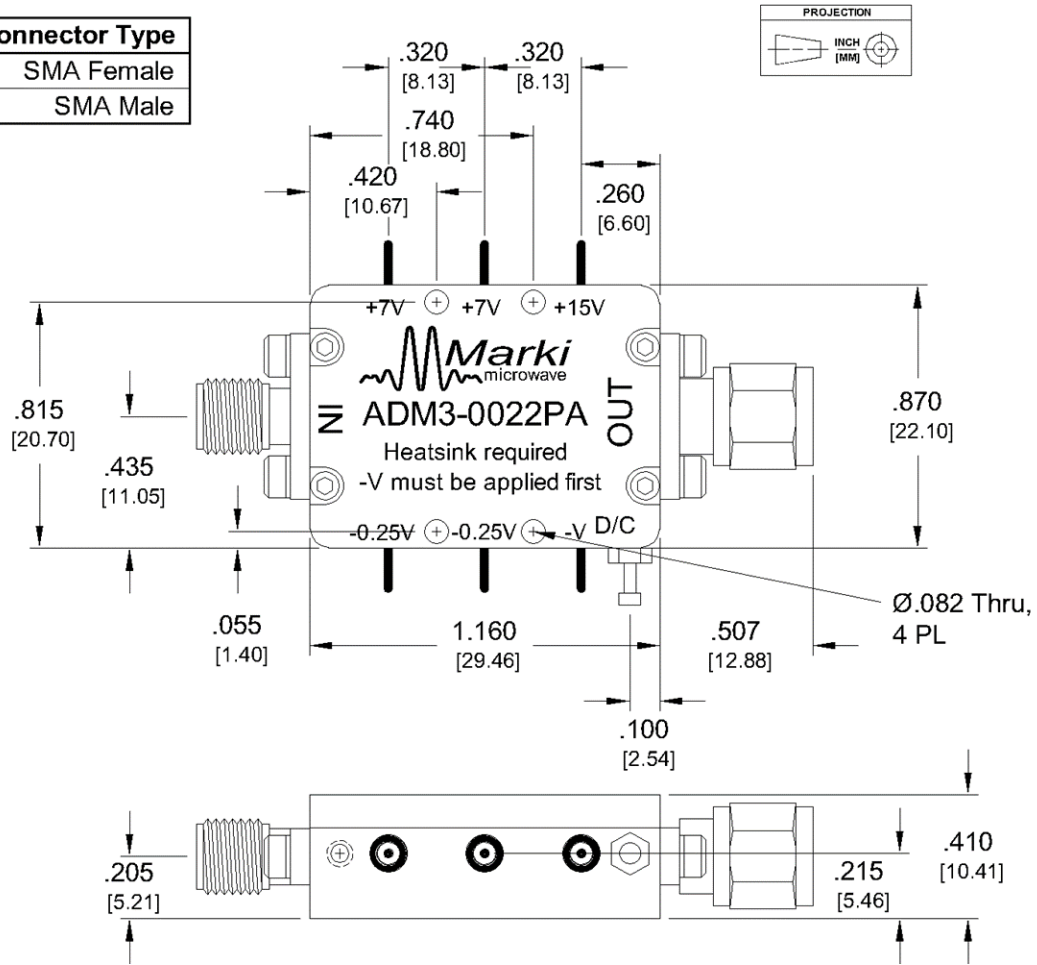 onnector Type
SMA Female
SMA Male
PROJECTION
INCH
[MM]
.320
[8.13]
.320
[8.13]
.740
[18.80]
.420
[10.67]
.260
[6.60]
+7V +7V +15V
Marki
microwave
IN
ADM3-0022PA
OUT
Heatsink required
-V must be applied first
-0.25V -0.25V -V D/C
.815
[20.70]
.435
[11.05]
.870
[22.10]
.055
[1.40]
1.160
[29.46]
.507
[12.88]
Ø.082 Thru,
4 PL
.100
[2.54]
.205
[5.21]
.215
[5.46]
.410
[10.41]